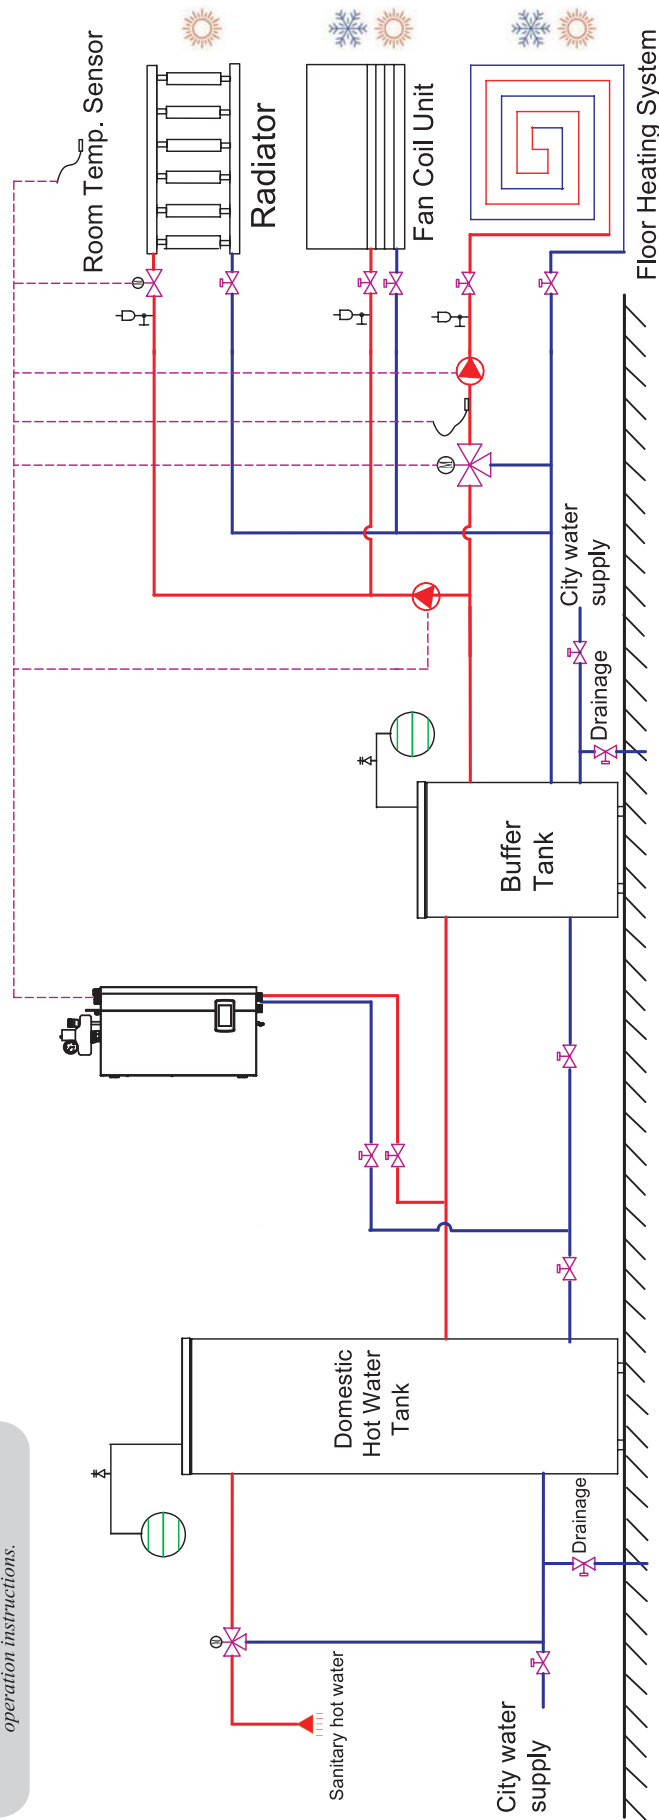 operation instructions.
Sanitary hot water
City water
supply
Drainage
Domestic
Hot Water
Tank
Buffer
Tank
Drainage
City water
supply
Room Temp. Sensor
Radiator
Fan Coil Unit
Floor Heating System